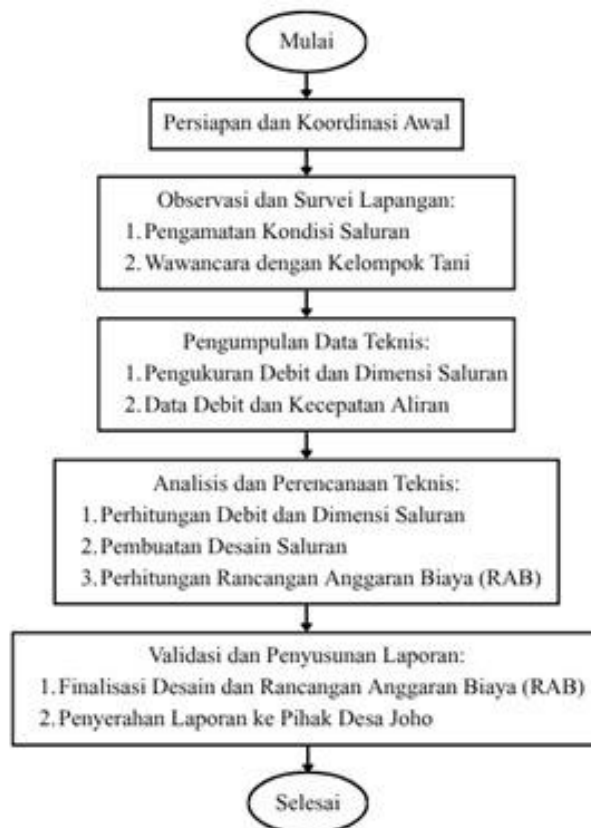 Mulai
Persiapan dan Koordinasi Awal
Observasi dan Survei Lapangan:
1. Pengamatan Kondisi Saluran
2. Wawancara dengan Kelompok Tani
Pengumpulan Data Teknis:
1. Pengukuran Debit dan Dimensi Saluran
2. Data Debit dan Kecepatan Aliran
Analisis dan Perencanaan Teknis:
1. Perhitungan Debit dan Dimensi Saluran
2. Pembuatan Desain Saluran
3. Perhitungan Rancangan Anggaran Biaya (RAB)
Validasi dan Penyusunan Laporan:
1. Finalisasi Desain dan Rancangan Anggaran Biaya (RAB)
2. Penyerahan Laporan ke Pihak Desa Joho
Selesai